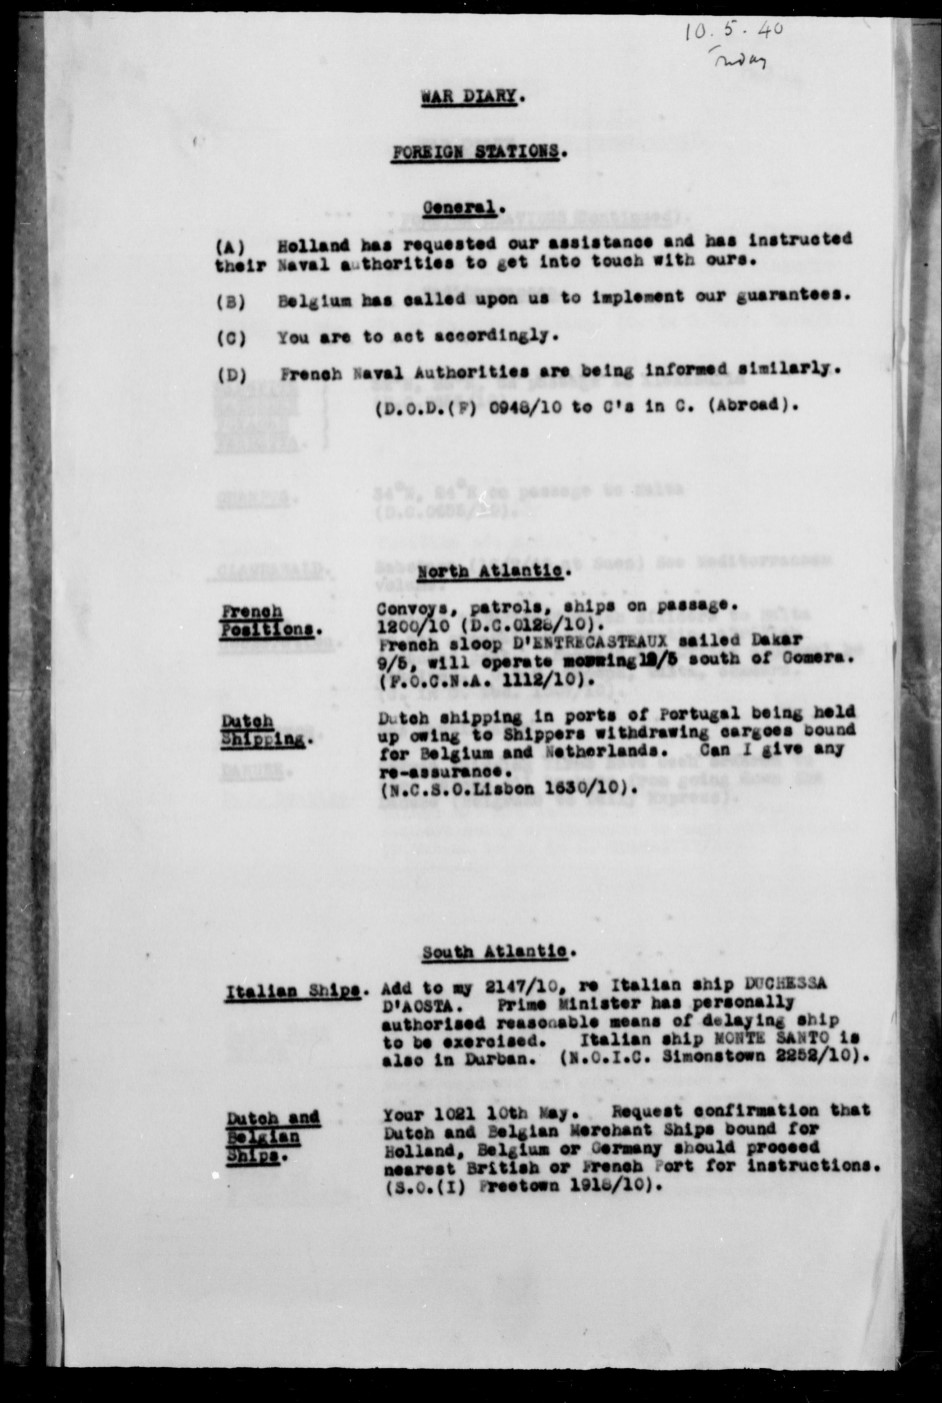 10.5.40
Friday
WAR DIARY.
FOREIGN STATIONS.
General.
(A) Holland has requested our assistance and has instructed
their Naval authorities to get into touch with ours.
(B) Belgium has called upon us to implement our guarantees.
(C) You are to act accordingly.
(D) French Naval Authorities are being informed similarly.
(D.O.D.(F) 0948/10 to C's in C. (Abroad).
North Atlantic.
French
Positions.
Convoys, patrols, ships on passage.
1200/10 (D.C.0128/10).
French sloop D'ENTRECASTEAUX sailed Dakar
9/5, will operate morning 12/5 south of Gomera.
(F.O.C.N.A. 1112/10).
Dutch
Shipping.
Dutch shipping in ports of Portugal being held
up owing to Shippers withdrawing cargoes bound
for Belgium and Netherlands. Can I give any
re-assurance.
(N.C.S.O.Lisbon 1630/10).
South Atlantic.
Italian Ships. Add to my 2147/10, re Italian ship DUCHESSA
D'AOSTA. Prime Minister has personally
authorised reasonable means of delaying ship
to be exercised. Italian ship MONTE SANTO is
also in Durban. (N.O.I.C. Simonstown 2252/10).
Dutch and
Belgian
Ships.
Your 1021 10th May. Request confirmation that
Dutch and Belgian Merchant Ships bound for
Holland, Belgium or Germany should proceed
nearest British or French Port for instructions.
(S.O.(I) Freetown 1918/10).